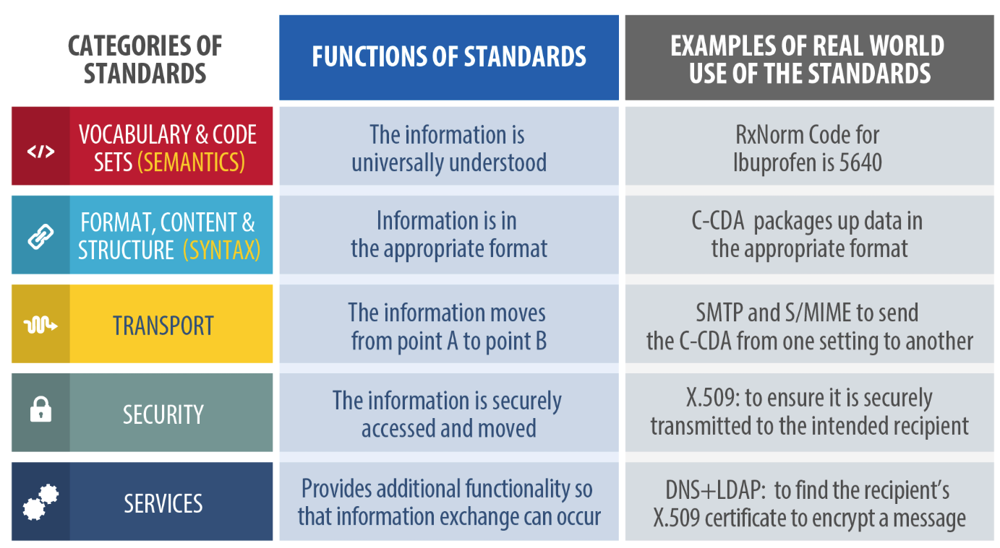 CATEGORIES OF
STANDARDS
FUNCTIONS OF STANDARDS
EXAMPLES OF REAL WORLD
USE OF THE STANDARDS
</>
VOCABULARY & CODE
SETS (SEMANTICS)
The information is
universally understood
RxNorm Code for
Ibuprofen is 5640
FORMAT, CONTENT &
STRUCTURE (SYNTAX)
Information is in
the appropriate format
C-CDA packages up data in
the appropriate format
TRANSPORT
The information moves
from point A to point B
SMTP and S/MIME to send
the C-CDA from one setting to another
SECURITY
The information is securely
accessed and moved
X.509: to ensure it is securely
transmitted to the intended recipient
SERVICES
Provides additional functionality so
that information exchange can occur
DNS+LDAP: to find the recipient’s
X.509 certificate to encrypt a message